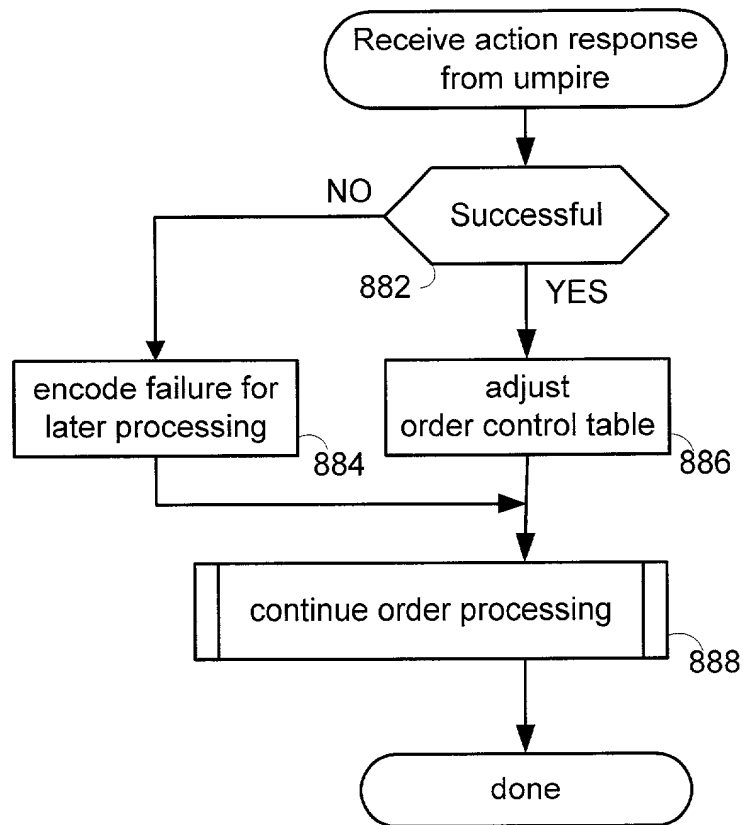 Receive action response
from umpire
NO
Successful
882
YES
encode failure for
later processing
884
adjust
order control table
886
continue order processing
888
done